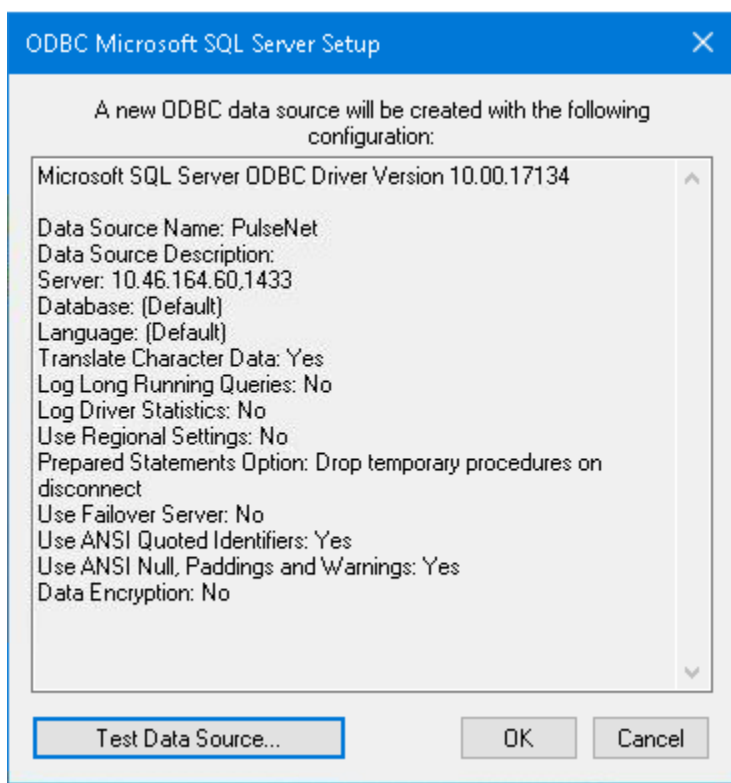 ODBC Microsoft SQL Server Setup
A new ODBC data source will be created with the following
configuration:
Microsoft SQL Server ODBC Driver Version 10.00.17134
Data Source Name: PulseNet
Data Source Description:
Server: 10.46.164.60,1433
Database: (Default)
Language: (Default)
Translate Character Data: Yes
Log Long Running Queries: No
Log Driver Statistics: No
Use Regional Settings: No
Prepared Statements Option: Drop temporary procedures on
disconnect
Use Failover Server: No
Use ANSI Quoted Identifiers: Yes
Use ANSI Null, Paddings and Warnings: Yes
Data Encryption: No
Test Data Source...
OK
Cancel